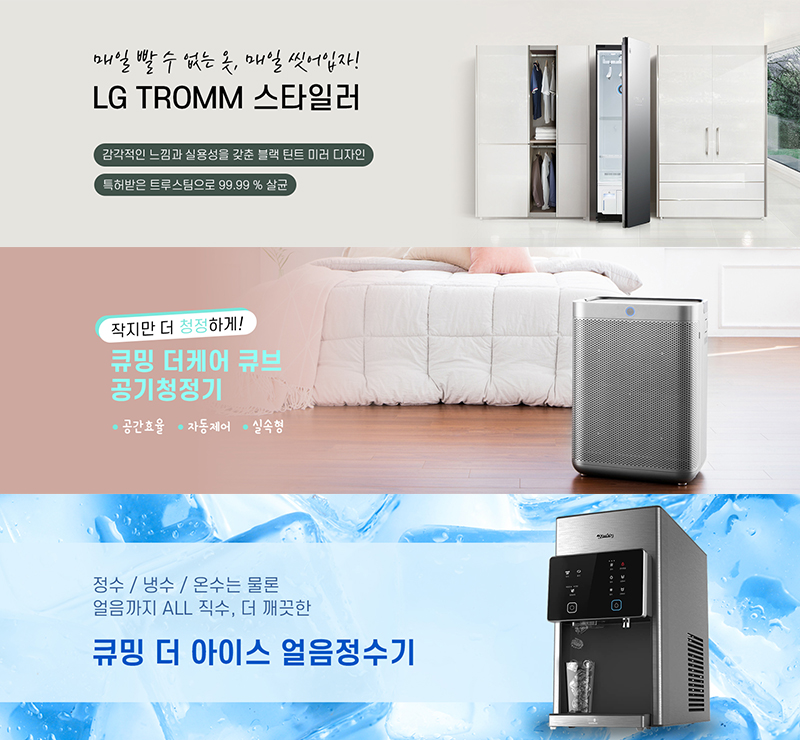 매일 빨 수 없는 옷, 매일 씻어입자!
LG TROMM 스타일러
감각적인 느낌과 실용성을 갖춘 블랙 틴트 미러 디자인
특허받은 트루스팀으로 99.99 % 살균
작지만 더 청정하게!
큐밍 더케어 큐브
공기청정기
• 공간효율 • 자동제어 • 실속형
정수 / 냉수 / 온수는 물론
얼음까지 ALL 직수, 더 깨끗한
큐밍 더 아이스 얼음정수기